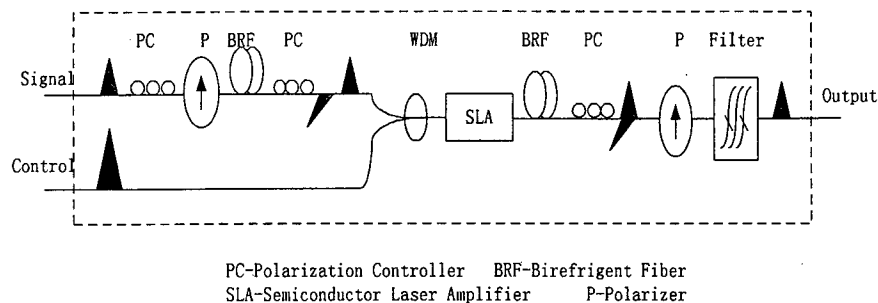 PC P BRF PC WDM BRF PC P Filter
Signal
SLA
Output
Control
PC-Polarization Controller BRF-Birefrigent Fiber
SLA-Semiconductor Laser Amplifier P-Polarizer